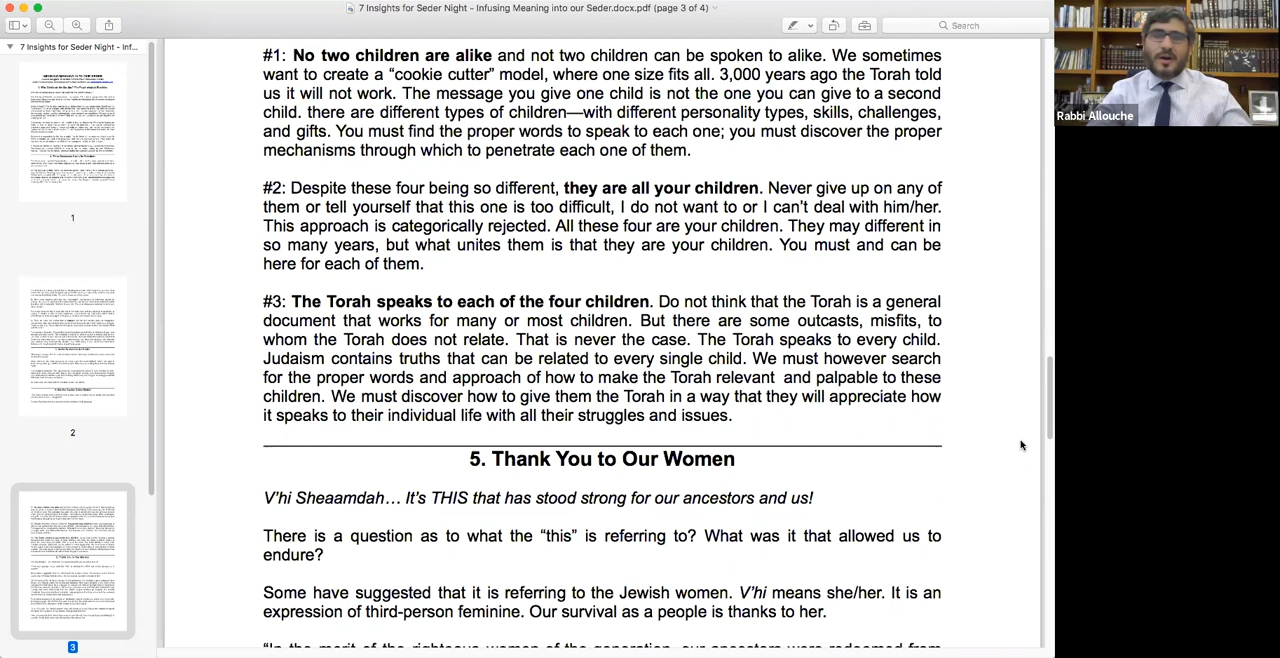 7 Insights for Seder Night - Infusing Meaning into our Seder.docx.pdf (page 3 of 4)
Search
7 Insights for Seder Night - Inf...
1
2
3
#1: No two children are alike and not two children can be spoken to alike. We sometimes
want to create a “cookie cutter” model, where one size fits all. 3,000 years ago the Torah told
us it will not work. The message you give one child is not the one you can give to a second
child. There are different types of children—with different personality types, skills, challenges,
and gifts. You must find the proper words to speak to each one; you must discover the proper
mechanism through which to educate each one of them.
#2: Despite these four being so different, they are all your children. Never give up on any of
them or tell yourself that this one is too difficult, I do not want to or I can’t deal with him/her.
This approach is categorically rejected. All these four are your children. They may different in
so many years, but what unites them is that they are your children. You must and can be
here for each of them.
#3: The Torah speaks to each of the four children. Do not think that the Torah is a general
document that works for many and most children. But there are some outcasts, misfits, to
whom the Torah does not relate. That is never the case. The Torah speaks to every child.
Judaism contains truths that can be related to every single child. We must however search
for the proper words and approach of how to make the Torah relevant and palpable to these
children. We must discover how to give them the Torah in a way that they will appreciate how
it speaks to their individual life with all their struggles and issues.
5. Thank You to Our Women
V’hi Sheaamdah… It’s THIS that has stood strong for our ancestors and us!
There is a question as to what the “this” is referring to? What was it that allowed us to
endure?
Some have suggested that is referring to the Jewish women. V’hi means she/her. It is an
expression of third-person feminine. Our survival as a people is thanks to her.
“In the merit of the righteous women of the generation, our ancestors were redeemed from
Rabbi Allouche